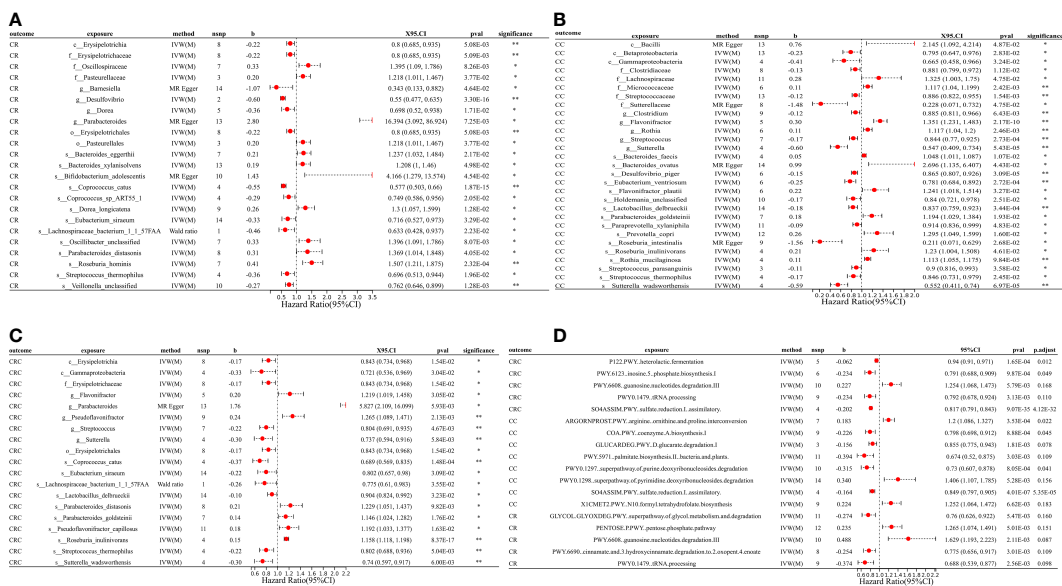 A
outcome exposure method nsnp b X95.CI pval significance
CR c__Erysipelotrichia IVW(M) 8 -0.22 0.8 (0.685, 0.935) 5.08E-03 **
CR f__Erysipelotrichaceae IVW(M) 8 -0.22 0.8 (0.685, 0.935) 5.09E-03 **
CR f__Oscillospiraceae IVW(M) 7 0.33 1.395 (1.09, 1.786) 8.26E-03 *
CR f__Pasteurellaceae IVW(M) 3 0.20 1.218 (1.011, 1.467) 3.77E-02 *
CR g__Barnesiella MR Egger 14 -1.07 0.343 (0.133, 0.882) 4.64E-02 *
CR g__Desulfovibrio IVW(M) 2 -0.60 0.55 (0.477, 0.635) 3.30E-16 **
CR g__Dorea IVW(M) 5 -0.36 0.698 (0.52, 0.938) 1.71E-02 *
CR g__Parabacteroides MR Egger 13 2.80 16.394 (3.092, 86.924) 7.25E-03 *
CR o__Erysipelotrichales IVW(M) 8 -0.22 0.8 (0.685, 0.935) 5.08E-03 **
CR o__Pasteurellales IVW(M) 3 0.20 1.218 (1.011, 1.467) 3.77E-02 *
CR s__Bacteroides_eggerthii IVW(M) 7 0.21 1.237 (1.032, 1.484) 2.17E-02 *
CR s__Bacteroides_xylanisolvens IVW(M) 13 0.19 1.208 (1, 1.46) 4.98E-02 *
CR s__Bifidobacterium_adolescentis MR Egger 10 1.43 4.166 (1.279, 13.574) 4.54E-02 *
CR s__Coprococcus_catus IVW(M) 4 -0.55 0.577 (0.503, 0.66) 1.87E-15 **
CR s__Coprococcus_sp_ART55_1 IVW(M) 4 -0.29 0.749 (0.586, 0.956) 2.05E-02 *
CR s__Dorea_longicatena IVW(M) 9 0.26 1.3 (1.057, 1.599) 1.28E-02 *
CR s__Eubacterium_siraeum IVW(M) 14 -0.33 0.716 (0.527, 0.973) 3.29E-02 *
CR s__Lachnospiraceae_bacterium_1_1_57FAA Wald ratio 1 -0.46 0.633 (0.428, 0.937) 2.23E-02 *
CR s__Oscillibacter_unclassified IVW(M) 7 0.33 1.396 (1.091, 1.786) 8.07E-03 *
CR s__Parabacteroides_distasonis IVW(M) 8 0.31 1.369 (1.014, 1.848) 4.05E-02 *
CR s__Roseburia_hominis IVW(M) 7 0.41 1.507 (1.211, 1.875) 2.32E-04 **
CR s__Streptococcus_thermophilus IVW(M) 4 -0.36 0.696 (0.513, 0.944) 1.96E-02 *
CR s__Veillonella_unclassified IVW(M) 10 -0.27 0.762 (0.646, 0.899) 1.28E-03 **
0.5 1.0 1.5 2.0 2.5 3.0 3.5
Hazard Ratio(95%CI)
B
outcome exposure method nsnp b X95.CI pval significance
CC c__Bacilli MR Egger 13 0.76 2.145 (1.092, 4.214) 4.87E-02 *
CC c__Betaproteobacteria IVW(M) 13 -0.23 0.795 (0.647, 0.976) 2.83E-02 *
CC c__Gammaproteobacteria IVW(M) 4 -0.41 0.665 (0.458, 0.966) 3.24E-02 *
CC f__Clostridiaceae IVW(M) 8 -0.13 0.881 (0.799, 0.972) 1.12E-02 *
CC f__Lachnospiraceae IVW(M) 11 0.28 1.325 (1.003, 1.75) 4.75E-02 *
CC f__Micrococcaceae IVW(M) 6 0.11 1.117 (1.04, 1.199) 2.42E-03 **
CC f__Streptococcaceae IVW(M) 13 -0.12 0.886 (0.822, 0.955) 1.54E-03 **
CC f__Sutterellaceae MR Egger 8 -1.48 0.228 (0.071, 0.732) 4.75E-02 *
CC g__Clostridium IVW(M) 9 -0.12 0.885 (0.811, 0.966) 6.43E-03 **
CC g__Flavonifractor IVW(M) 5 0.30 1.351 (1.231, 1.483) 2.17E-10 **
CC g__Rothia IVW(M) 6 0.11 1.117 (1.04, 1.2) 2.46E-03 **
CC g__Streptococcus IVW(M) 7 -0.17 0.844 (0.77, 0.925) 2.73E-04 **
CC g__Sutterella IVW(M) 4 -0.60 0.547 (0.409, 0.734) 5.43E-05 **
CC s__Bacteroides_faecis IVW(M) 4 0.05 1.048 (1.011, 1.087) 1.07E-02 *
CC s__Bacteroides_ovatus MR Egger 14 0.99 2.696 (1.135, 6.407) 4.43E-02 *
CC s__Desulfovibrio_piger IVW(M) 6 -0.15 0.865 (0.807, 0.926) 3.09E-05 **
CC s__Eubacterium_ventriosum IVW(M) 6 -0.25 0.781 (0.684, 0.892) 2.72E-04 **
CC s__Flavonifractor_plautii IVW(M) 6 0.22 1.241 (1.018, 1.514) 3.27E-02 *
CC s__Holdemania_unclassified IVW(M) 10 -0.17 0.84 (0.721, 0.978) 2.51E-02 *
CC s__Lactobacillus_delbrueckii IVW(M) 14 -0.18 0.837 (0.759, 0.923) 3.44E-04 **
CC s__Parabacteroides_goldsteinii IVW(M) 7 0.18 1.194 (1.029, 1.384) 1.93E-02 *
CC s__Paraprevotella_xylaniphila IVW(M) 11 -0.09 0.914 (0.836, 0.999) 4.83E-02 *
CC s__Prevotella_copri IVW(M) 12 0.26 1.295 (1.049, 1.599) 1.60E-02 *
CC s__Roseburia_intestinalis MR Egger 9 -1.56 0.211 (0.071, 0.629) 2.68E-02 *
CC s__Roseburia_inulinivorans IVW(M) 4 0.21 1.23 (1.004, 1.508) 4.61E-02 *
CC s__Rothia_mucilaginosa IVW(M) 4 0.11 1.113 (1.055, 1.175) 9.84E-05 **
CC s__Streptococcus_parasanguinis IVW(M) 3 -0.11 0.9 (0.816, 0.993) 3.58E-02 *
CC s__Streptococcus_thermophilus IVW(M) 4 -0.17 0.846 (0.731, 0.979) 2.45E-02 *
CC s__Sutterella_wadsworthensis IVW(M) 4 -0.59 0.552 (0.411, 0.74) 6.97E-05 **
0.2 0.4 0.6 0.8 1.0 1.2 1.4 1.6 1.8 2.0
Hazard Ratio(95%CI)
C
outcome exposure method nsnp b X95.CI pval significance
CRC c__Erysipelotrichia IVW(M) 8 -0.17 0.843 (0.734, 0.968) 1.54E-02 *
CRC c__Gammaproteobacteria IVW(M) 4 -0.33 0.721 (0.536, 0.969) 3.04E-02 *
CRC f__Erysipelotrichaceae IVW(M) 8 -0.17 0.843 (0.734, 0.968) 1.54E-02 *
CRC g__Flavonifractor IVW(M) 5 0.20 1.219 (1.019, 1.458) 3.05E-02 *
CRC g__Parabacteroides MR Egger 13 1.76 5.827 (2.109, 16.099) 5.93E-03 *
CRC g__Pseudoflavonifractor IVW(M) 9 0.24 1.265 (1.089, 1.471) 2.13E-03 **
CRC g__Streptococcus IVW(M) 7 -0.22 0.804 (0.691, 0.935) 4.67E-03 **
CRC g__Sutterella IVW(M) 4 -0.30 0.737 (0.594, 0.916) 5.84E-03 **
CRC o__Erysipelotrichales IVW(M) 8 -0.17 0.843 (0.734, 0.968) 1.54E-02 *
CRC s__Coprococcus_catus IVW(M) 4 -0.37 0.689 (0.569, 0.835) 1.48E-04 **
CRC s__Eubacterium_siraeum IVW(M) 14 -0.22 0.802 (0.657, 0.98) 3.09E-02 *
CRC s__Lachnospiraceae_bacterium_1_1_57FAA Wald ratio 1 -0.26 0.775 (0.61, 0.983) 3.55E-02 *
CRC s__Lactobacillus_delbrueckii IVW(M) 14 -0.10 0.904 (0.824, 0.992) 3.23E-02 *
CRC s__Parabacteroides_distasonis IVW(M) 8 0.21 1.229 (1.051, 1.437) 9.82E-03 *
CRC s__Parabacteroides_goldsteinii IVW(M) 7 0.14 1.146 (1.024, 1.282) 1.76E-02 *
CRC s__Pseudoflavonifractor_capillosus IVW(M) 11 0.18 1.192 (1.033, 1.377) 1.63E-02 *
CRC s__Roseburia_inulinivorans IVW(M) 4 0.15 1.158 (1.118, 1.198) 8.37E-17 **
CRC s__Streptococcus_thermophilus IVW(M) 4 -0.22 0.802 (0.688, 0.936) 5.04E-03 **
CRC s__Sutterella_wadsworthensis IVW(M) 4 -0.30 0.74 (0.597, 0.917) 6.00E-03 **
0.6 0.8 1.0 1.2 1.4 1.6 1.8 2.0 2.2
Hazard Ratio(95%CI)
D
outcome exposure method nsnp b 95%CI pval p.adjust
CRC P122.PWY..heterolactic.fermentation IVW(M) 5 -0.062 0.94 (0.91, 0.971) 1.65E-04 0.012
CRC PWY.6123..inosine.5.phosphate.biosynthesis.I IVW(M) 6 -0.234 0.791 (0.688, 0.909) 9.87E-04 0.049
CRC PWY.6608..guanosine.nucleotides.degradation.III IVW(M) 10 0.227 1.254 (1.068, 1.473) 5.79E-03 0.168
CRC PWY0.1479..tRNA.processing IVW(M) 9 -0.234 0.792 (0.678, 0.924) 3.13E-03 0.110
CRC SO4ASSIM.PWY..sulfate.reduction.I..assimilatory. IVW(M) 4 -0.202 0.817 (0.791, 0.843) 9.07E-35 4.12E-32
CC ARGORNPROST.PWY..arginine..ornithine.and.proline.interconversion IVW(M) 7 0.183 1.2 (1.086, 1.327) 3.53E-04 0.022
CC COA.PWY..coenzyme.A.biosynthesis.I IVW(M) 9 -0.226 0.798 (0.698, 0.912) 8.88E-04 0.045
CC GLUCARDEG.PWY..D.glucarate.degradation.I IVW(M) 3 -0.156 0.855 (0.775, 0.943) 1.81E-03 0.078
CC PWY.5971..palmitate.biosynthesis.II..bacteria.and.plants. IVW(M) 11 -0.394 0.674 (0.52, 0.875) 3.03E-03 0.109
CC PWY0.1297..superpathway.of.purine.deoxyribonucleosides.degradation IVW(M) 10 -0.315 0.73 (0.607, 0.878) 8.05E-04 0.041
CC PWY0.1298..superpathway.of.pyrimidine.deoxyribonucleosides.degradation IVW(M) 14 0.340 1.406 (1.107, 1.785) 5.28E-03 0.156
CC SO4ASSIM.PWY..sulfate.reduction.I..assimilatory. IVW(M) 4 -0.164 0.849 (0.797, 0.905) 4.01E-07 5.35E-05
CC X1CMET2.PWY..N10.formyl.tetrahydrofolate.biosynthesis IVW(M) 9 0.224 1.252 (1.064, 1.472) 6.62E-03 0.183
CC GLYCOL.GLYOXDEG.PWY..superpathway.of.glycol.metabolism.and.degradation IVW(M) 7 -0.274 0.76 (0.626, 0.922) 5.47E-03 0.160
CR PENTOSE.P.PWY..pentose.phosphate.pathway IVW(M) 12 0.235 1.265 (1.074, 1.491) 5.01E-03 0.151
CR PWY.6608..guanosine.nucleotides.degradation.III IVW(M) 10 0.488 1.629 (1.193, 2.223) 2.11E-03 0.087
CR PWY.6690..cinnamate.and.3.hydroxycinnamate.degradation.to.2.oxopent.4.enoate IVW(M) 8 -0.254 0.775 (0.656, 0.917) 3.01E-03 0.109
CR PWY0.1479..tRNA.processing IVW(M) 9 -0.374 0.688 (0.539, 0.877) 2.56E-03 0.098
0.6 0.8 1.0 1.2 1.4 1.6 1.8 2.0 2.2
Hazard Ratio(95%CI)